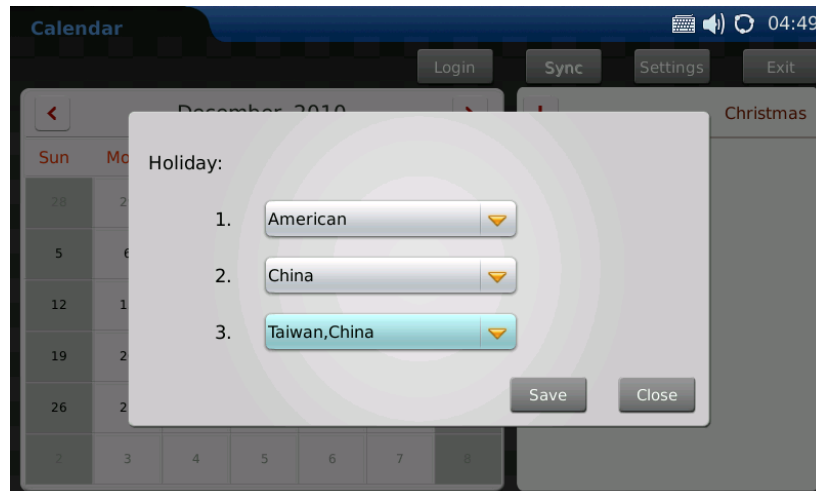 Calendar
04:49
Login
Sync
Settings
Exit
Christmas
Sun
Holiday:
1. American
2. China
3. Taiwan,China
28
5
12
19
26
Save
Close
2 3 4 5 6 7 8